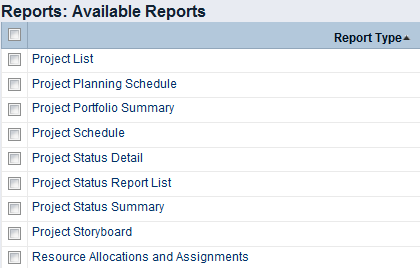 Reports: Available Reports
Report Type
Project List
Project Planning Schedule
Project Portfolio Summary
Project Schedule
Project Status Detail
Project Status Report List
Project Status Summary
Project Storyboard
Resource Allocations and Assignments